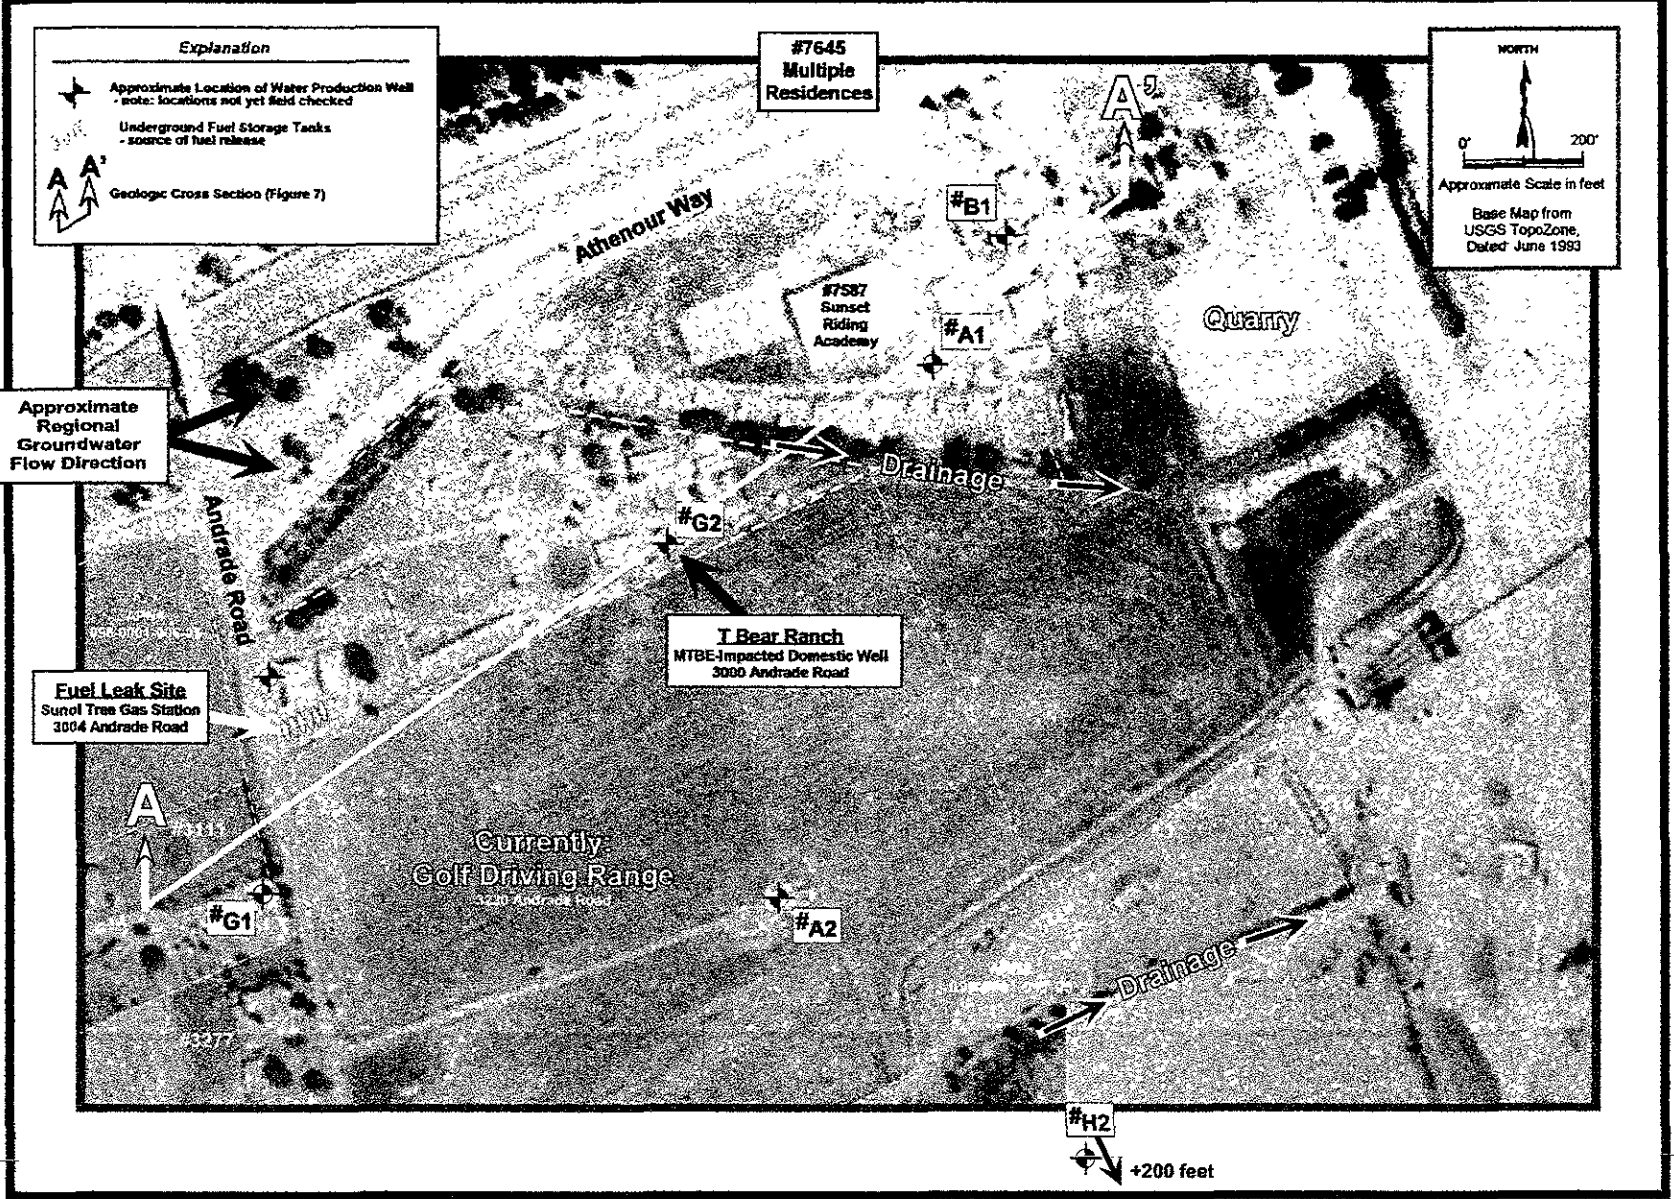 Explanation
Approximate Location of Water Production Well
- note: locations not yet field checked
Underground Fuel Storage Tanks
- source of fuel release
A A'
Geologic Cross Section (Figure 7)
#7645
Multiple
Residences
A'
NORTH
0' 200'
Approximate Scale in feet
Base Map from
USGS TopoZone,
Dated: June 1993
Athenour Way
#B1
#7587
Sunset
Riding
Academy
#A1
Quarry
Approximate
Regional
Groundwater
Flow Direction
Drainage
Andrade Road
#G2
T Bear Ranch
MTBE-Impacted Domestic Well
3000 Andrade Road
Fuel Leak Site
Sunol Tree Gas Station
3004 Andrade Road
A
Currently:
Golf Driving Range
3230 Andrade Road
#G1
#A2
Drainage
#3277
#H2
+200 feet